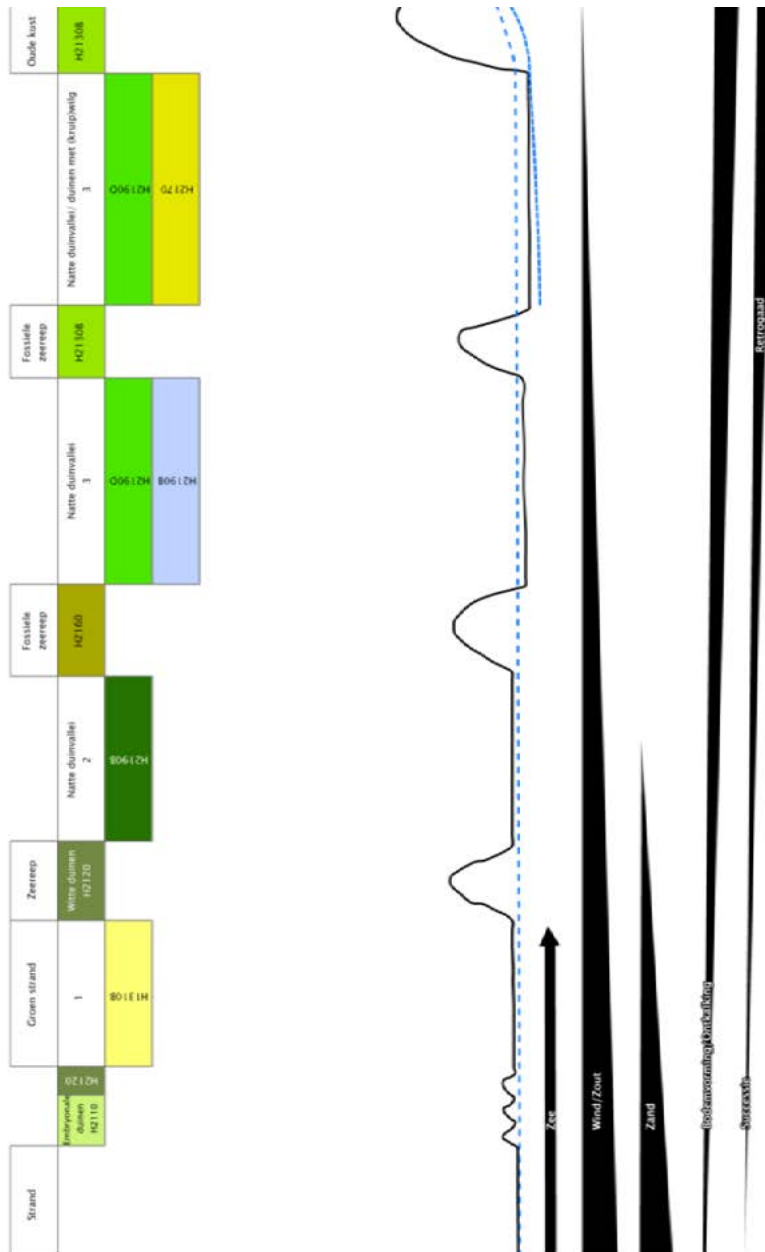 Strand
Groen strand
Zeereep
Fossiele
zeereep
Fossiele
zeereep
Oude kust
Embryonale
duinen
H2110
H2120
1
Witte duinen
H2120
Natte duinvallei
2
H2160
Natte duinvallei
3
H2130B
Natte duinvallei/ duinen met (kruip)wilg
3
H2130B
H1310B
H2190B
H2190D
H2190D
H2190B
H2170
Zee
Wind/Zout
Zand
Bodemvorming/Ontkalking
Successie
Retrogaad